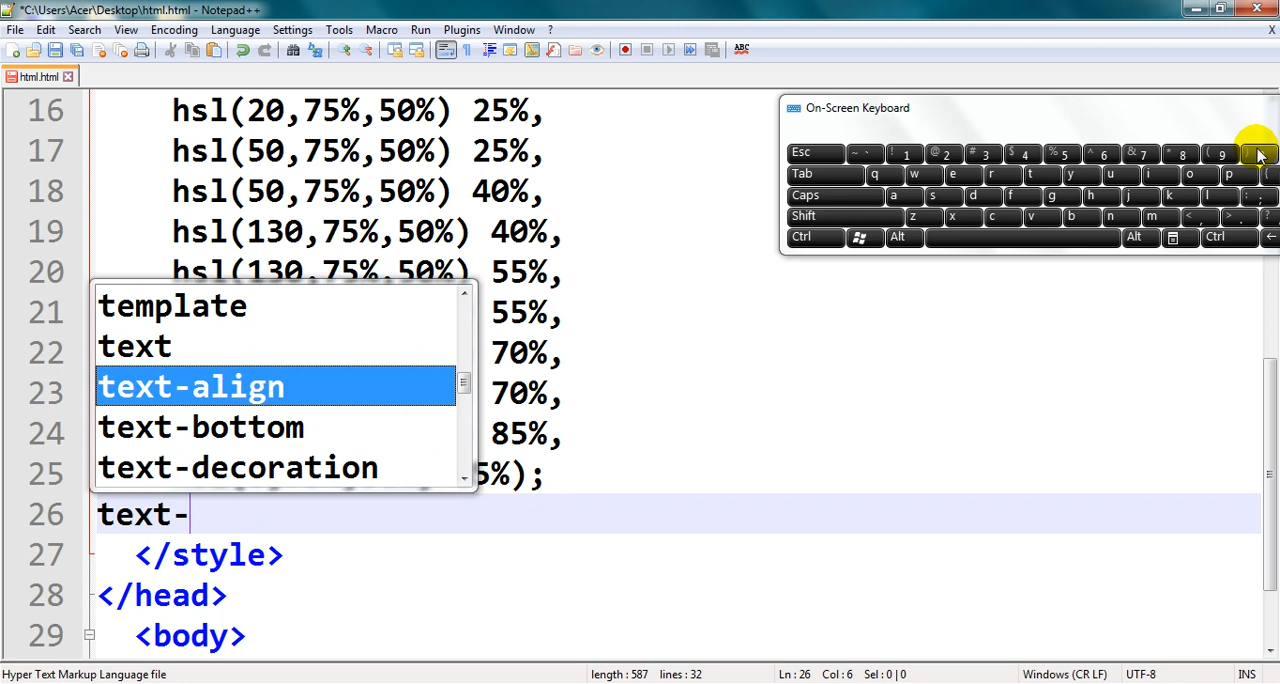 *C:\Users\Acer\Desktop\html.html - Notepad++
File Edit Search View Encoding Language Settings Tools Macro Run Plugins Window ? X
html.html
16 hsl(20,75%,50%) 25%,
17 hsl(50,75%,50%) 25%,
18 hsl(50,75%,50%) 40%,
19 hsl(130,75%,50%) 40%,
20 hsl(130,75%,50%) 55%,
21 55%,
22 70%,
23 70%,
24 85%,
25 5%);
template
text
text-align
text-bottom
text-decoration
26 text-
27 </style>
28 </head>
29 <body>
On-Screen Keyboard
Esc ~ ` ! 1 @ 2 # 3 $ 4 % 5 ^ 6 & 7 * 8 ( 9
Tab q w e r t y u i o p {
Caps a s d f g h j k l : ;
Shift z x c v b n m < , > . ?
Ctrl Alt Alt Ctrl ←
Hyper Text Markup Language file length : 587 lines : 32 Ln : 26 Col : 6 Sel : 0 | 0 Windows (CR LF) UTF-8 INS
ABC